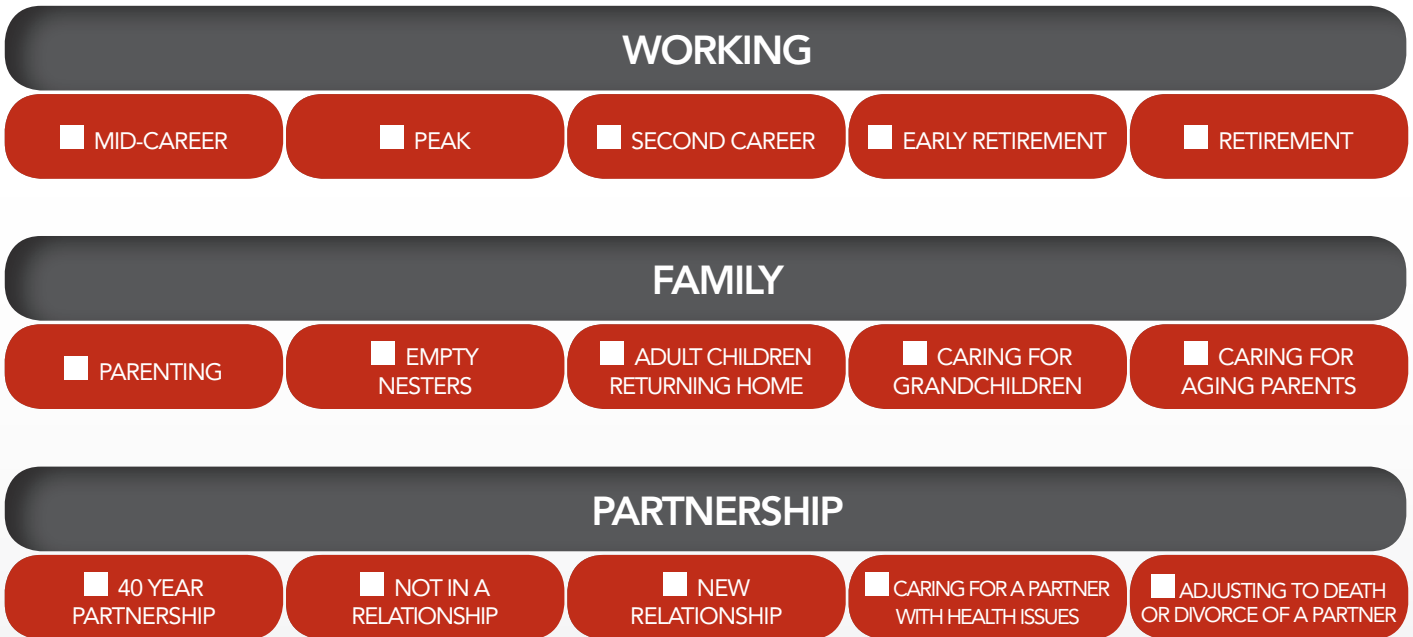 WORKING
MID-CAREER
PEAK
SECOND CAREER
EARLY RETIREMENT
RETIREMENT
FAMILY
PARENTING
EMPTY
NESTERS
ADULT CHILDREN
RETURNING HOME
CARING FOR
GRANDCHILDREN
CARING FOR
AGING PARENTS
PARTNERSHIP
40 YEAR
PARTNERSHIP
NOT IN A
RELATIONSHIP
NEW
RELATIONSHIP
CARING FOR A PARTNER
WITH HEALTH ISSUES
ADJUSTING TO DEATH
OR DIVORCE OF A PARTNER